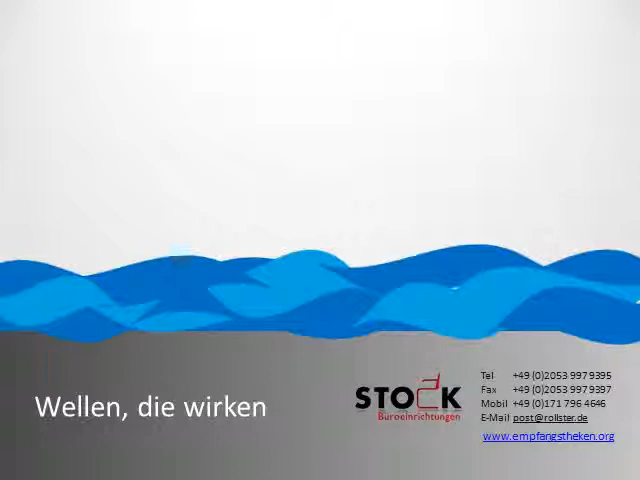 Wellen, die wirken
STOCK
Büroeinrichtungen
Tel +49 (0)2053 997 9395
Fax +49 (0)2053 997 9397
Mobil +49 (0)171 796 4646
E-Mail post@rollster.de
www.empfangstheken.org